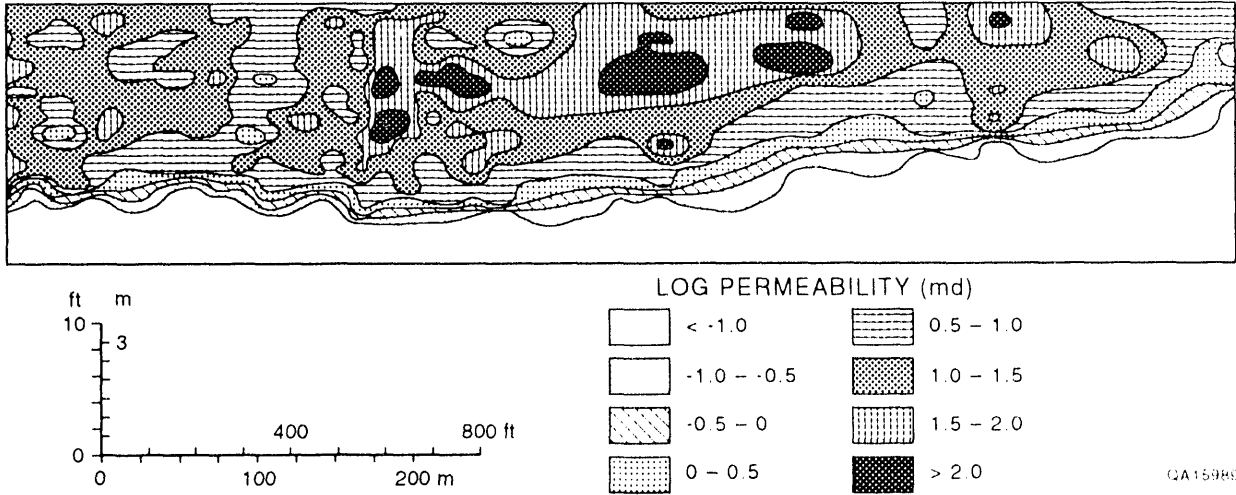 LOG PERMEABILITY (md)
ft m
10
3
0
400 800 ft
0 100 200 m
< -1.0
-1.0 – -0.5
-0.5 – 0
0 – 0.5
0.5 – 1.0
1.0 – 1.5
1.5 – 2.0
> 2.0